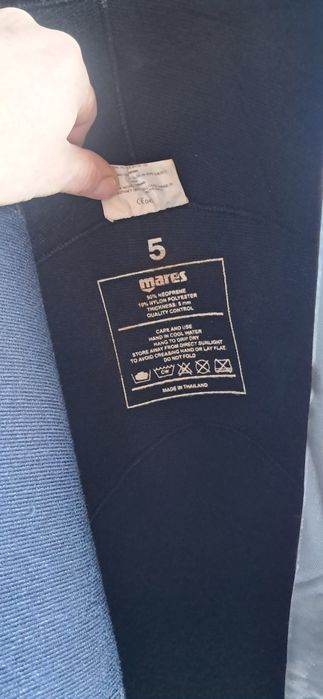 CE
5
mares
90% NEOPRENE
10% NYLON POLYESTER
THICKNESS: 5 mm
QUALITY CONTROL
CARE AND USE
HAND IN COOL WATER
HANG TO DRIP DRY
STORE AWAY FROM DIRECT SUNLIGHT
TO AVOID CREASING HANG OR LAY FLAT.
DO NOT FOLD
CW
MADE IN THAILAND